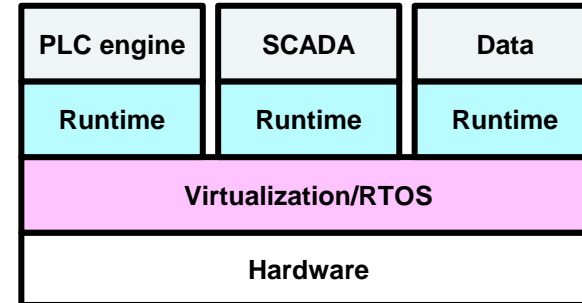 PLC engine
SCADA
Data
Runtime
Runtime
Runtime
Virtualization/RTOS
Hardware